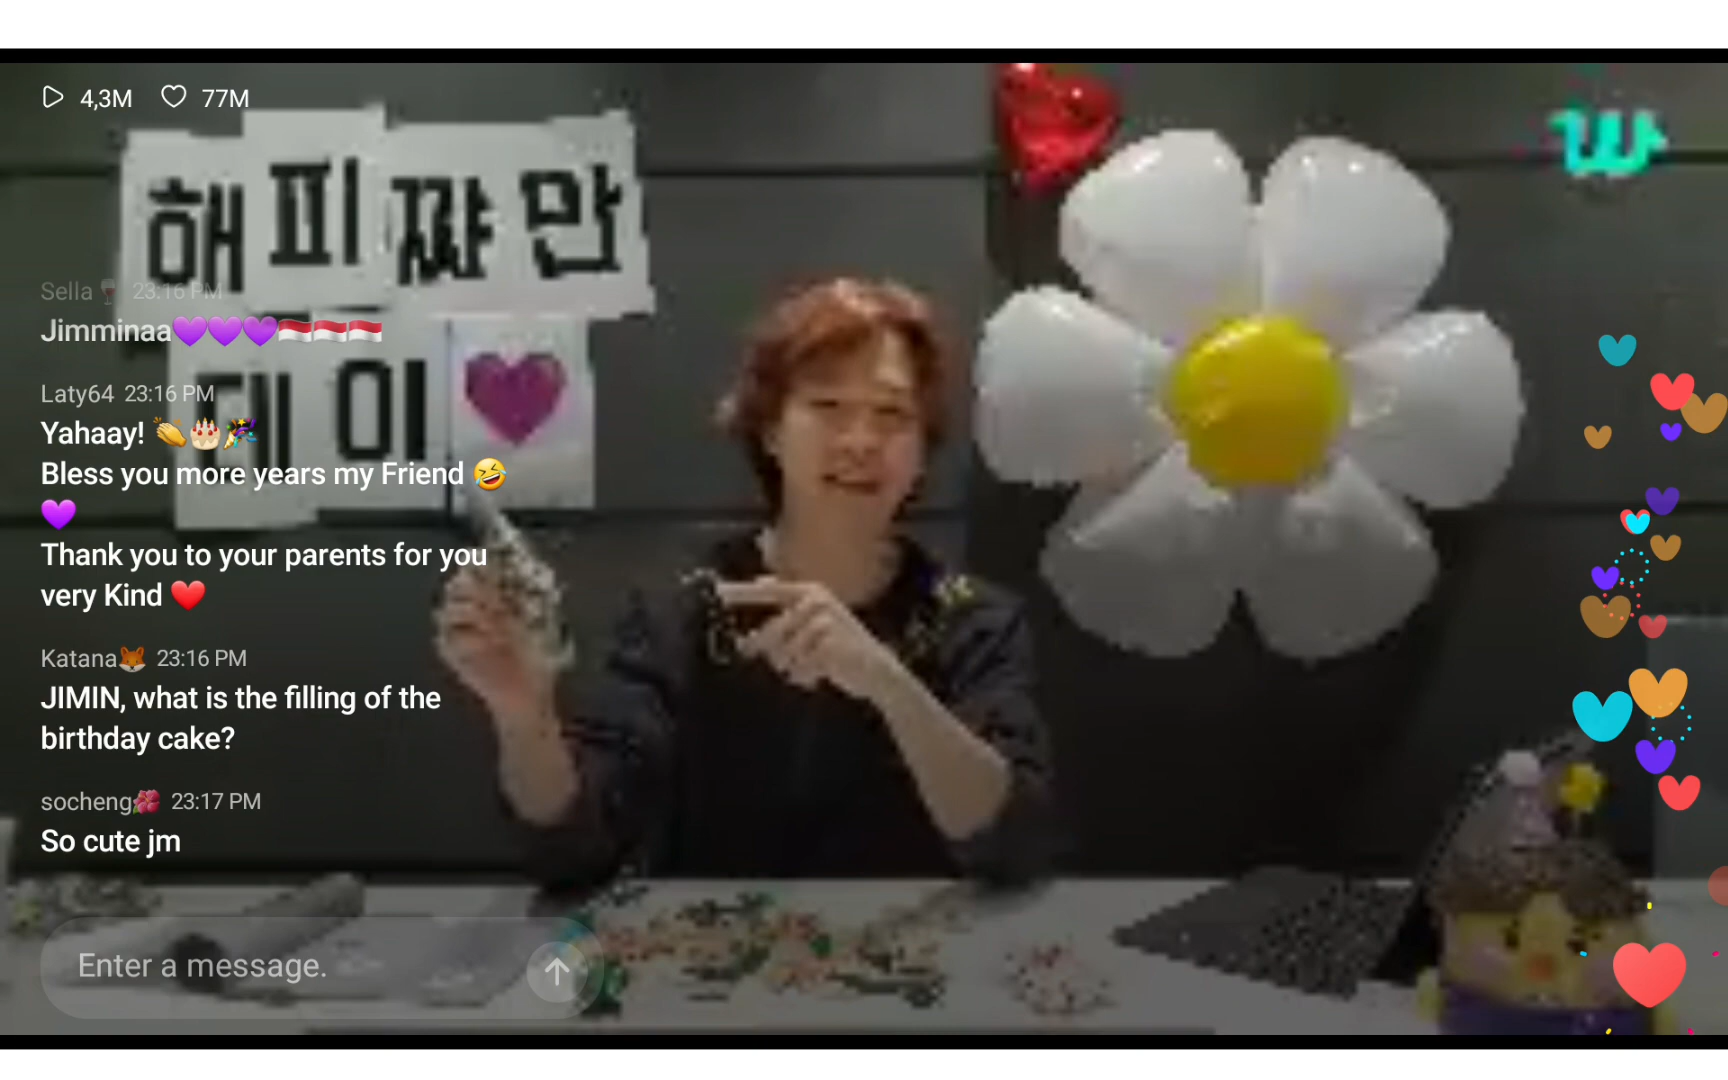 4,3M 77M
해피쨔만
데이
Sella🍷 23:16 PM
Jimminaa💜💜💜🇮🇩🇮🇩🇮🇩
Laty64 23:16 PM
Yahaay! 👏🎂🎉
Bless you more years my Friend 🤣
💜
Thank you to your parents for you
very Kind ❤️
Katana🦊 23:16 PM
JIMIN, what is the filling of the
birthday cake?
socheng🌺 23:17 PM
So cute jm
Enter a message.